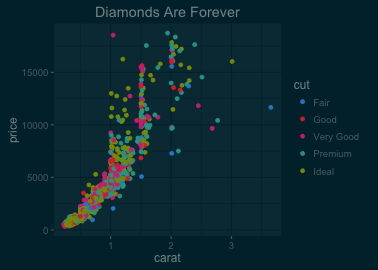 Diamonds Are Forever
15000
10000
5000
0
price
1 2 3
carat
cut
Fair
Good
Very Good
Premium
Ideal